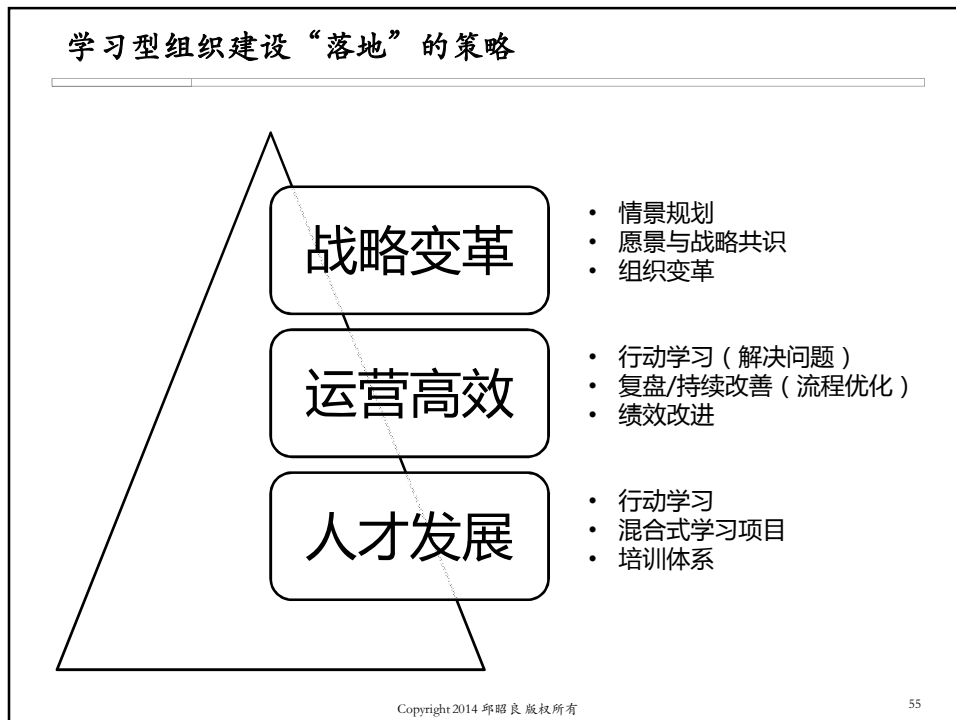 学习型组织建设“落地”的策略
战略变革
• 情景规划
• 愿景与战略共识
• 组织变革
运营高效
• 行动学习（解决问题）
• 复盘/持续改善（流程优化）
• 绩效改进
人才发展
• 行动学习
• 混合式学习项目
• 培训体系
Copyright 2014 邱昭良 版权所有
55